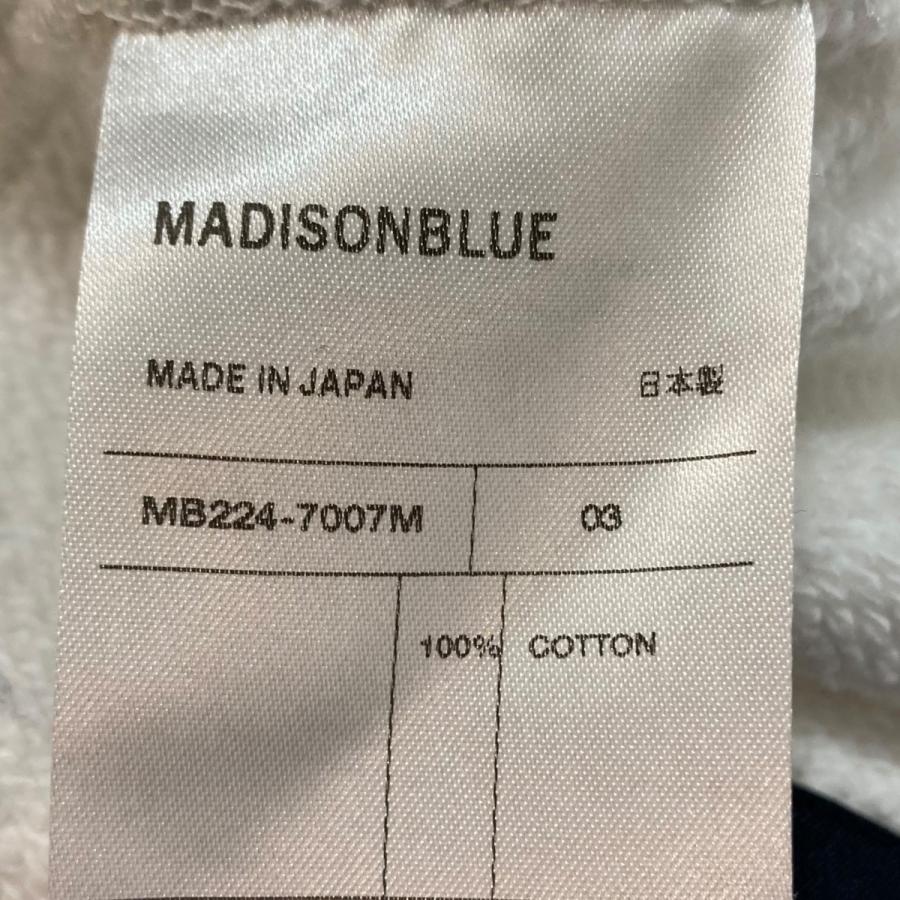 MADISONBLUE
MADE IN JAPAN 日本製
MB224-7007M 03
100% COTTON